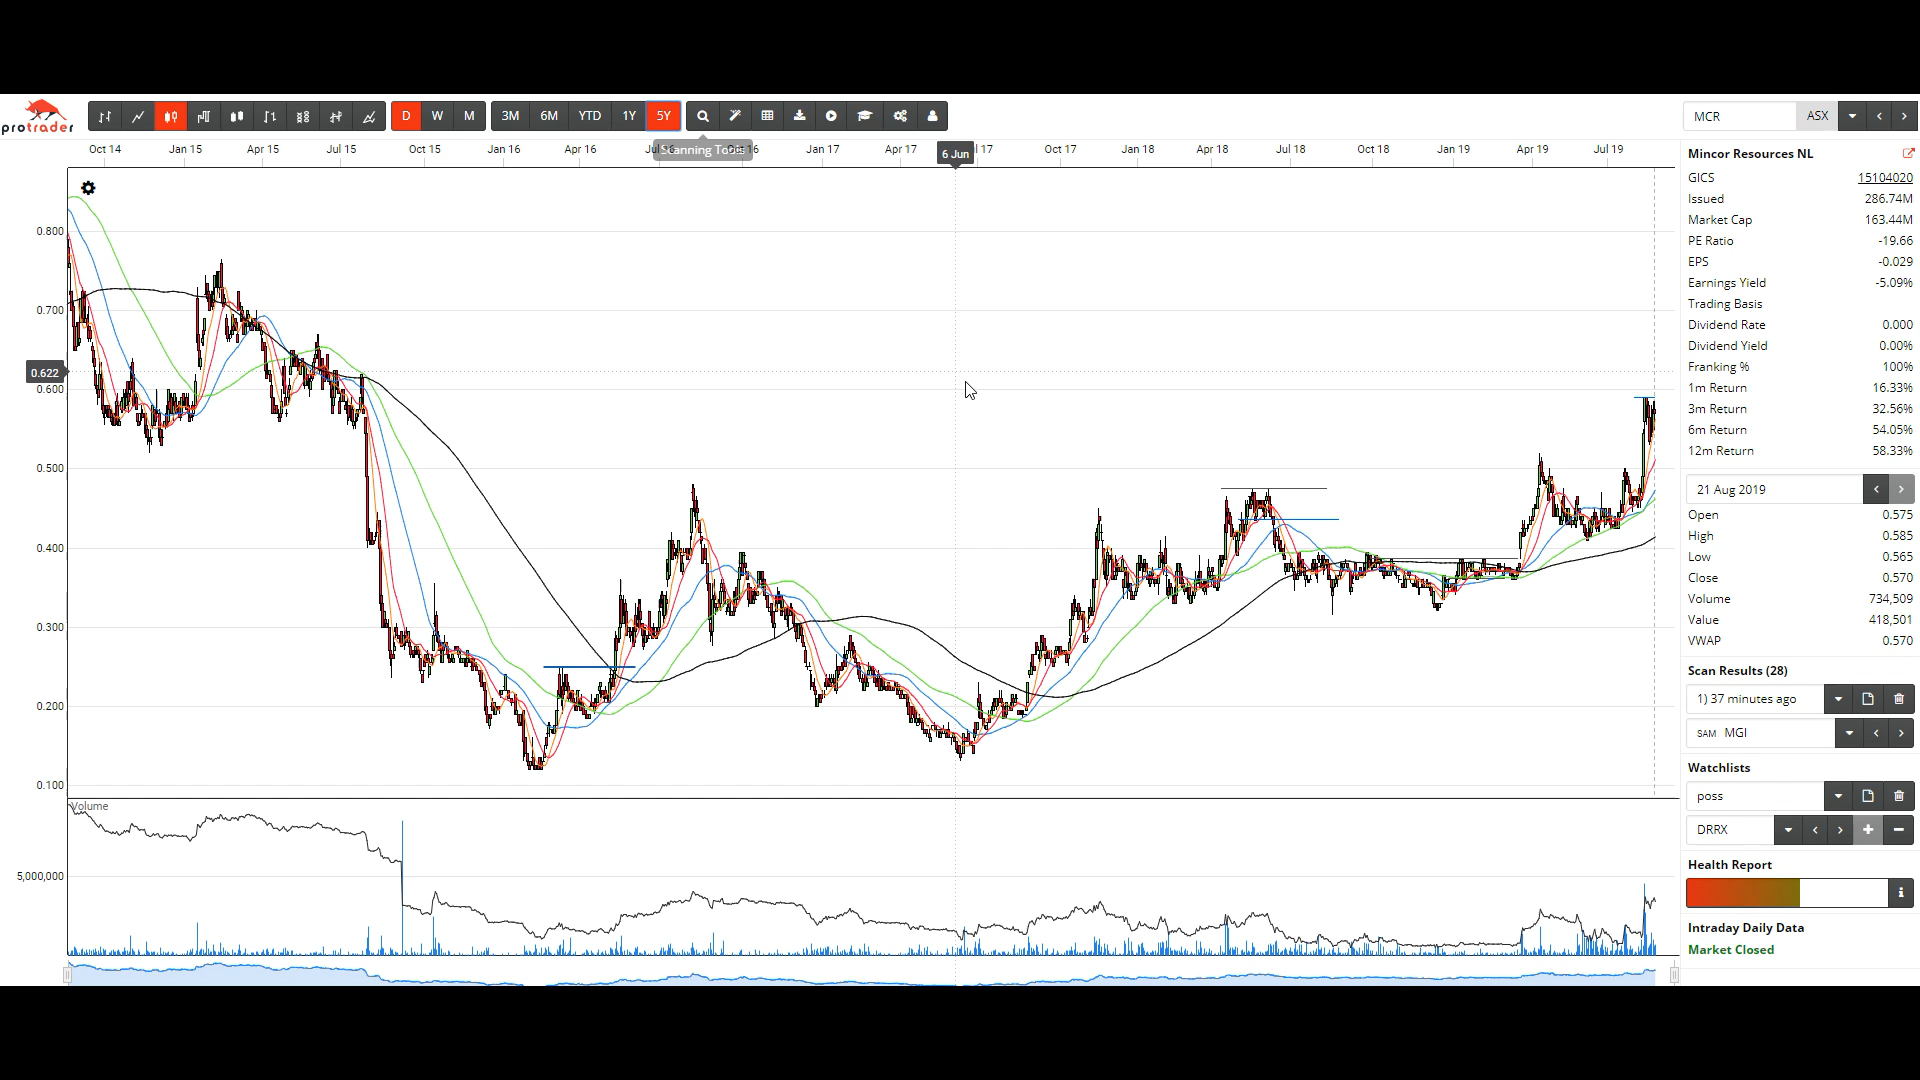 protrader
D W M 3M 6M YTD 1Y 5Y
MCR ASX
Oct 14 Jan 15 Apr 15 Jul 15 Oct 15 Jan 16 Apr 16 Scanning Tools 16 Jan 17 Apr 17 6 Jun 17 Oct 17 Jan 18 Apr 18 Jul 18 Oct 18 Jan 19 Apr 19 Jul 19
0.800
0.700
0.622
0.600
0.500
0.400
0.300
0.200
0.100
Volume
5,000,000
Mincor Resources NL
GICS 15104020
Issued 286.74M
Market Cap 163.44M
PE Ratio -19.66
EPS -0.029
Earnings Yield -5.09%
Trading Basis
Dividend Rate 0.000
Dividend Yield 0.00%
Franking % 100%
1m Return 16.33%
3m Return 32.56%
6m Return 54.05%
12m Return 58.33%
21 Aug 2019
Open 0.575
High 0.585
Low 0.565
Close 0.570
Volume 734,509
Value 418,501
VWAP 0.570
Scan Results (28)
1) 37 minutes ago
SAM MGI
Watchlists
poss
DRRX
Health Report
Intraday Daily Data
Market Closed